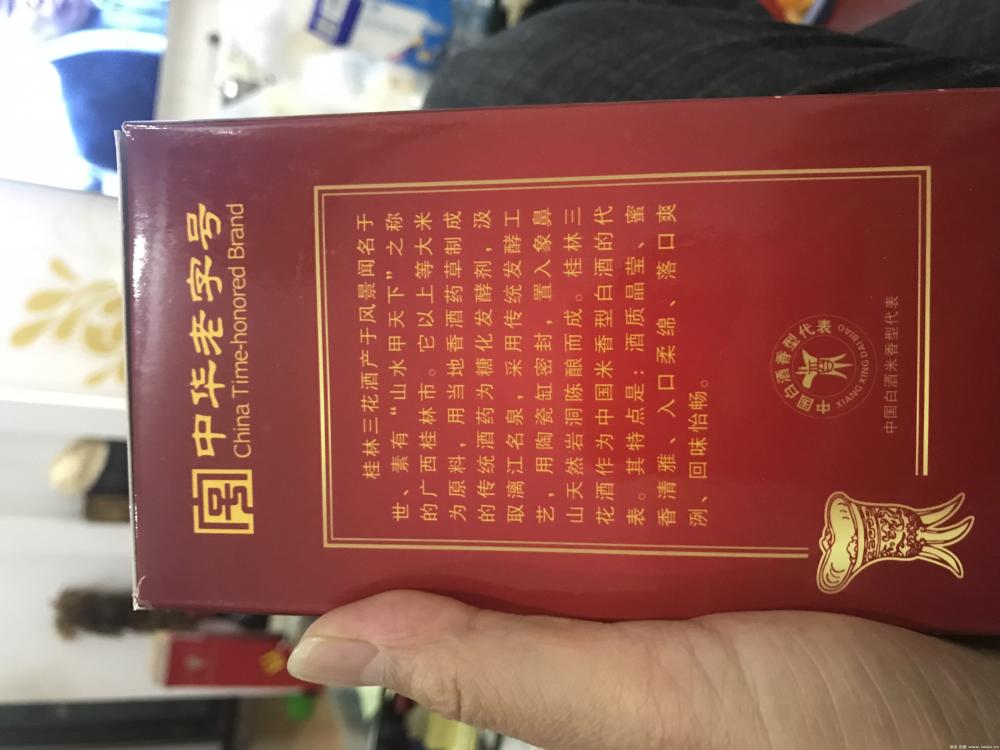 中华老字号
China Time-honored Brand
桂林三花酒产于风景闻名于
世、素有“山水甲天下”之称
的广西桂林市。它以上等大米
为原料，用当地香酒药草制成
的传统酒药为糖化发酵剂，汲
取漓江名泉，采用传统发酵工
艺，用陶瓷缸密封，置入象鼻
山天然岩洞陈酿而成。桂林三
花酒作为中国米香型白酒的代
表。其特点是：酒质晶莹、蜜
香清雅、入口柔绵、落口爽
洌、回味怡畅。
中国白酒香型代表
XIANG XING DAI BIAO
中国白酒米香型代表